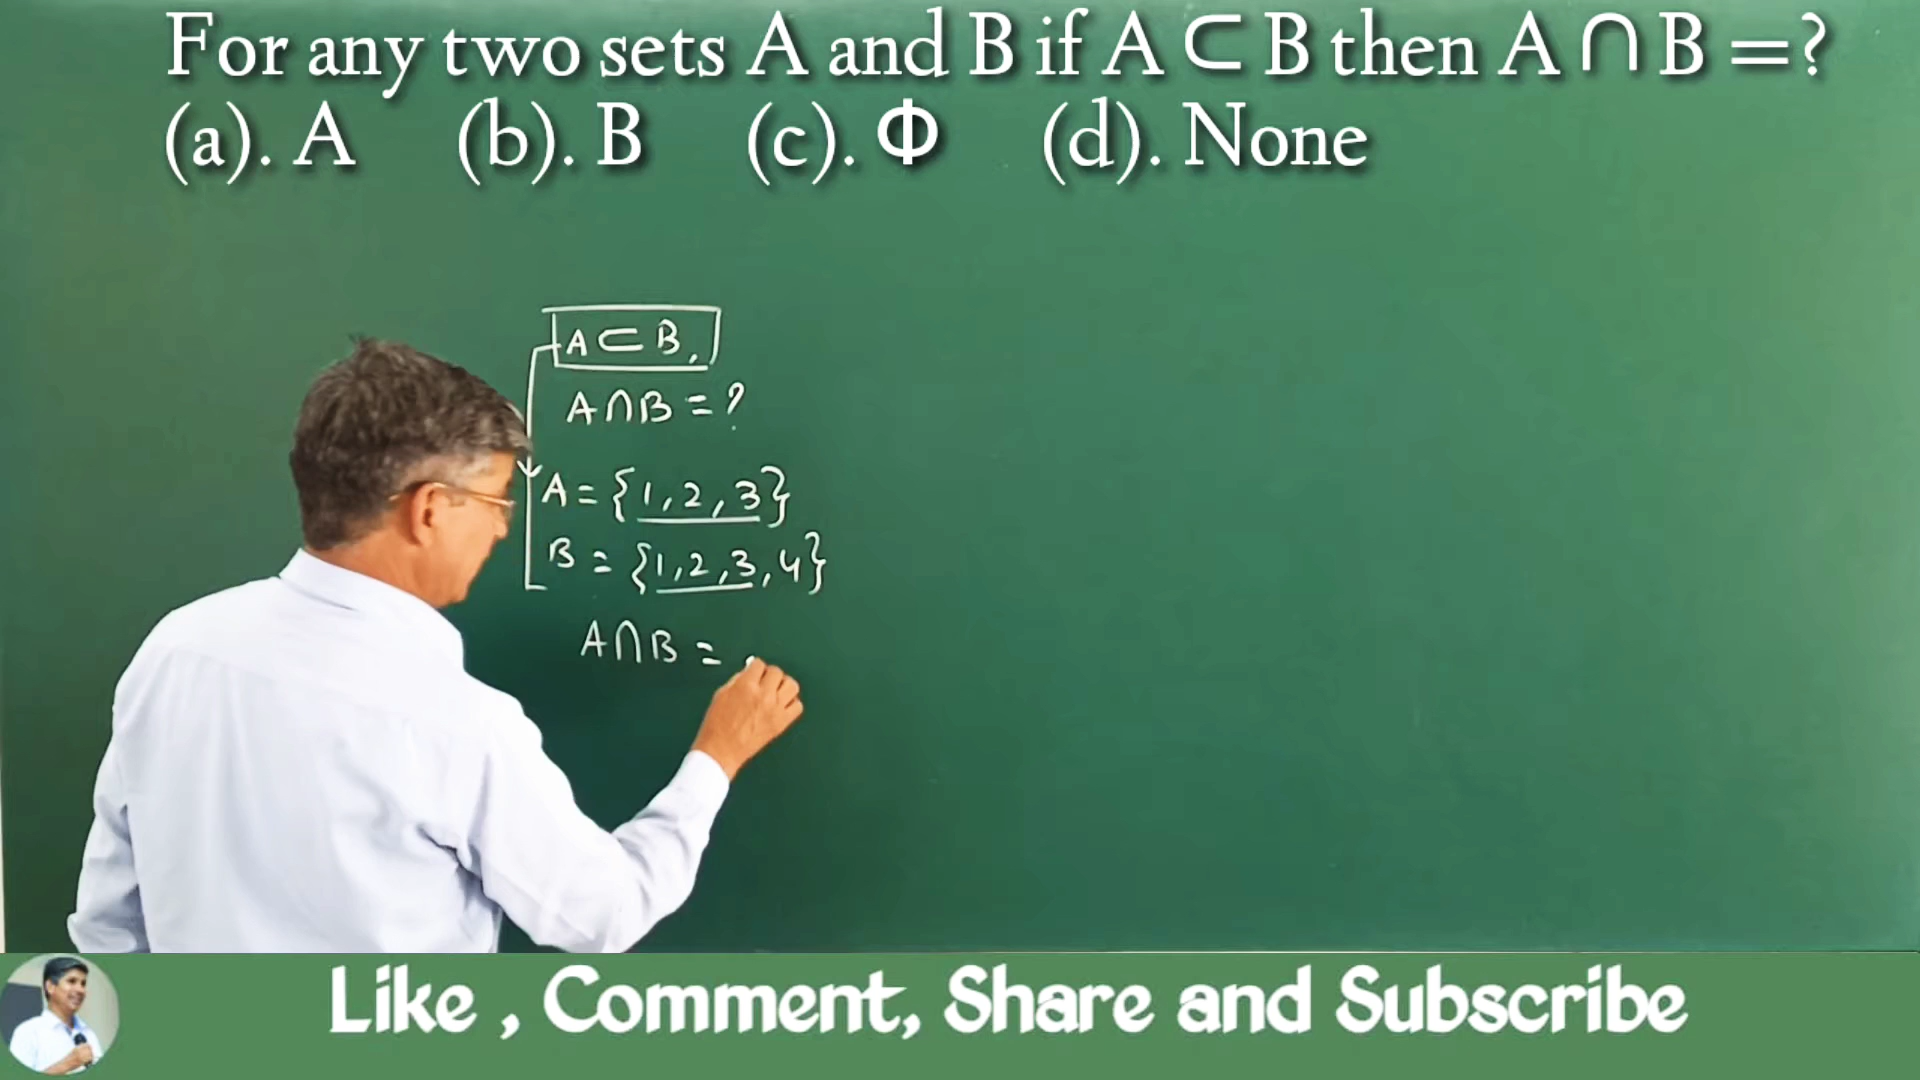 For any two sets A and B if A ⊂ B then A ∩ B =?
(a). A (b). B (c). Φ (d). None
A ⊂ B,
A ∩ B = ?
A = {1, 2, 3}
B = {1, 2, 3, 4}
A ∩ B =
Like , Comment, Share and Subscribe